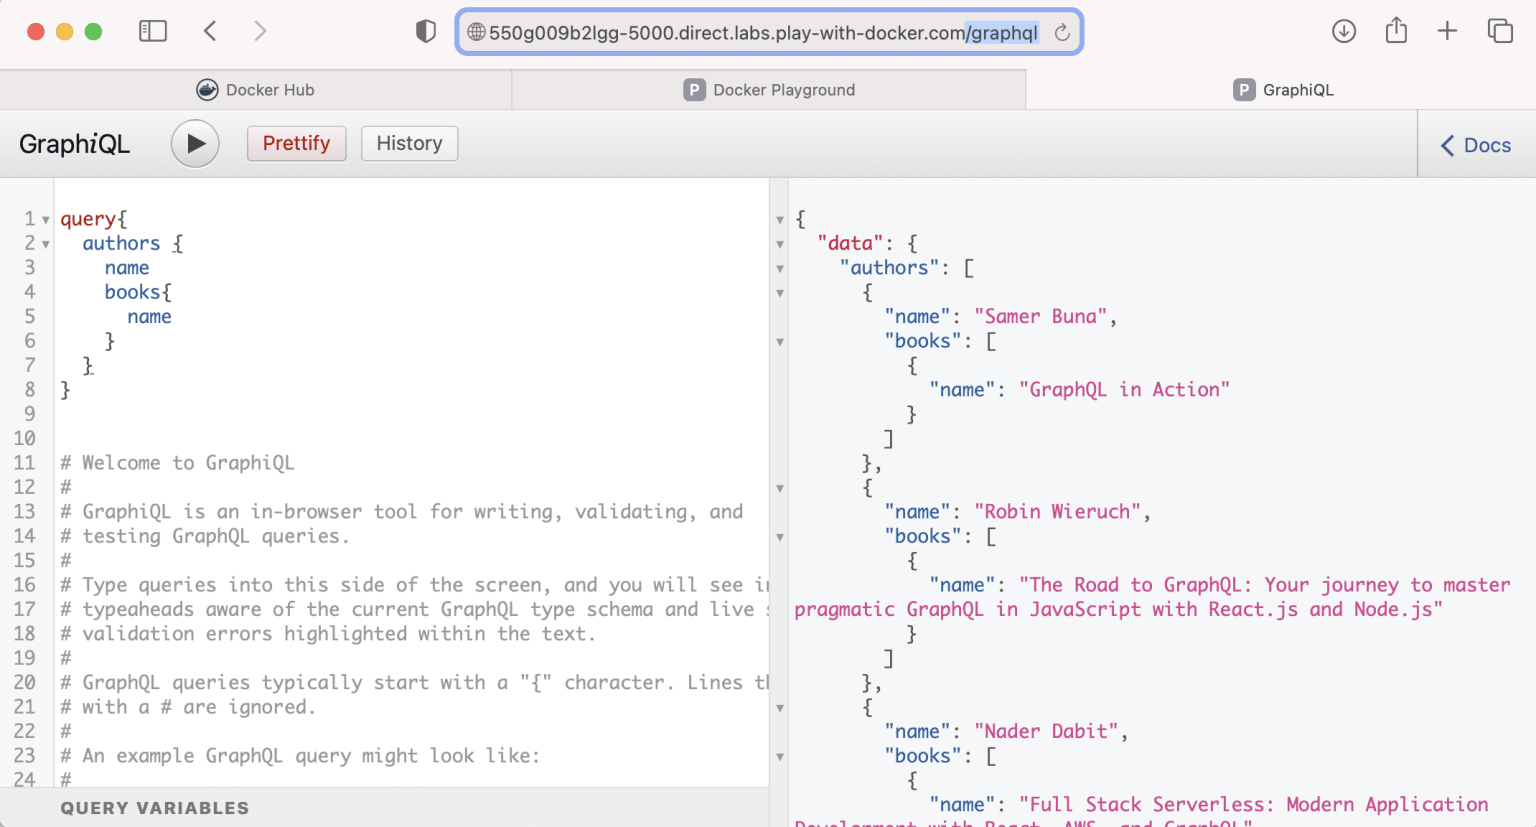 550g009b2lgg-5000.direct.labs.play-with-docker.com/graphql
Docker Hub
P Docker Playground
P GraphiQL
GraphiQL
Prettify
History
Docs
1 query{
2 authors {
3 name
4 books{
5 name
6 }
7 }
8 }
9
10
11 # Welcome to GraphiQL
12 #
13 # GraphiQL is an in-browser tool for writing, validating, and
14 # testing GraphQL queries.
15 #
16 # Type queries into this side of the screen, and you will see
17 # typeaheads aware of the current GraphQL type schema and live
18 # validation errors highlighted within the text.
19 #
20 # GraphQL queries typically start with a "{" character. Lines
21 # with a # are ignored.
22 #
23 # An example GraphQL query might look like:
24 #
QUERY VARIABLES
{
"data": {
"authors": [
{
"name": "Samer Buna",
"books": [
{
"name": "GraphQL in Action"
}
]
},
{
"name": "Robin Wieruch",
"books": [
{
"name": "The Road to GraphQL: Your journey to master
pragmatic GraphQL in JavaScript with React.js and Node.js"
}
]
},
{
"name": "Nader Dabit",
"books": [
{
"name": "Full Stack Serverless: Modern Application
Development with React, AWS, and GraphQL"